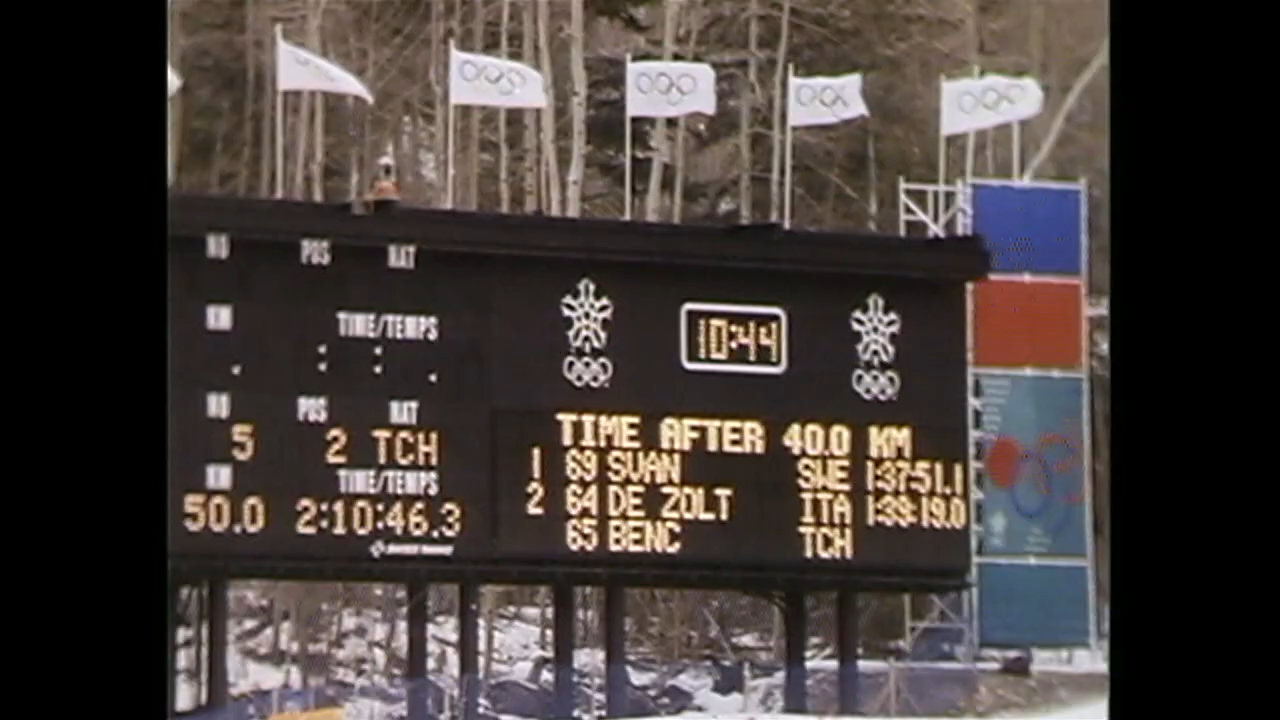 NO POS NAT
KM TIME/TEMPS
NO POS NAT
5 2 TCH
KM TIME/TEMPS
50.0 2:10:46.3
10:44
TIME AFTER 40.0 KM
1 69 SVAN SWE 1:37:51.1
2 64 DE ZOLT ITA 1:39:19.0
65 BENC TCH